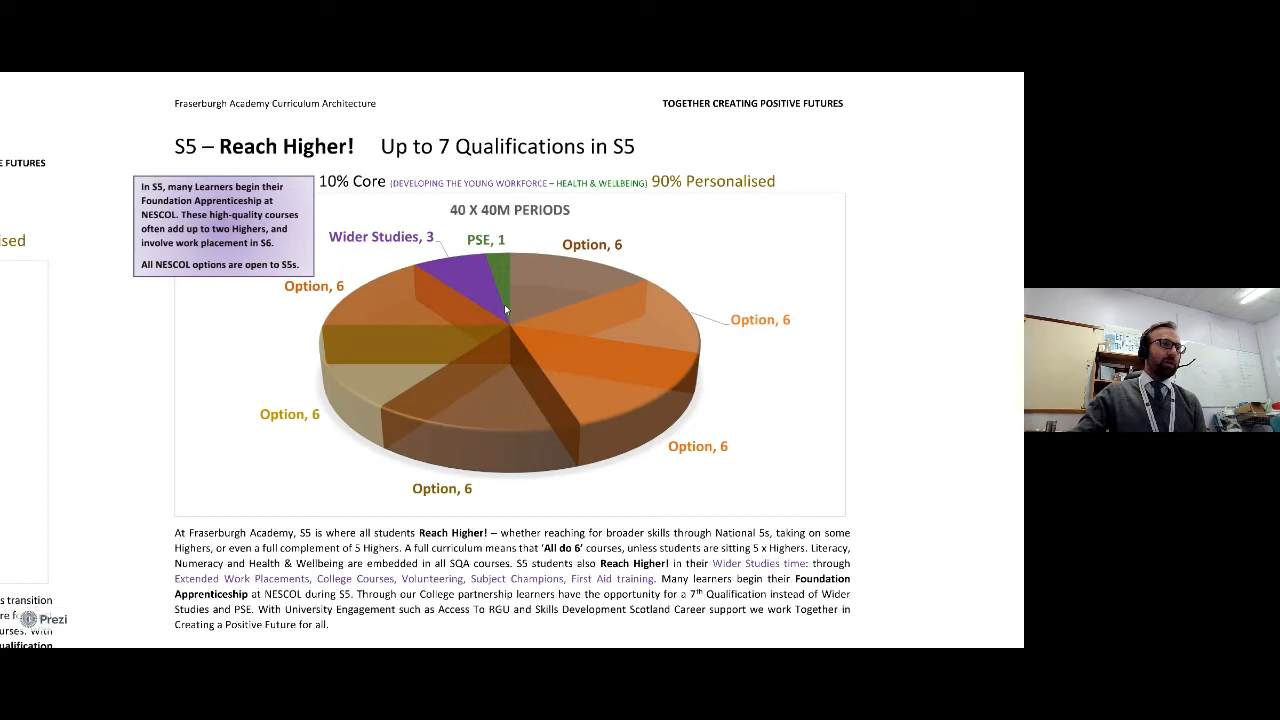 Fraserburgh Academy Curriculum Architecture
TOGETHER CREATING POSITIVE FUTURES
E FUTURES
S5 – Reach Higher! Up to 7 Qualifications in S5
10% Core (DEVELOPING THE YOUNG WORKFORCE – HEALTH & WELLBEING) 90% Personalised
In S5, many Learners begin their
Foundation Apprenticeship at
NESCOL. These high-quality courses
often add up to two Highers, and
involve work placement in S6.
All NESCOL options are open to S5s.
ised
40 X 40M PERIODS
Wider Studies, 3
PSE, 1
Option, 6
Option, 6
Option, 6
Option, 6
Option, 6
Option, 6
At Fraserburgh Academy, S5 is where all students Reach Higher! – whether reaching for broader skills through National 5s, taking on some
Highers, or even a full complement of 5 Highers. A full curriculum means that 'All do 6' courses, unless students are sitting 5 x Highers. Literacy,
Numeracy and Health & Wellbeing are embedded in all SQA courses. S5 students also Reach Higher! in their Wider Studies time: through
Extended Work Placements, College Courses, Volunteering, Subject Champions, First Aid training. Many learners begin their Foundation
Apprenticeship at NESCOL during S5. Through our College partnership learners have the opportunity for a 7th Qualification instead of Wider
Studies and PSE. With University Engagement such as Access To RGU and Skills Development Scotland Career support we work Together in
Creating a Positive Future for all.
s transition
re f
Prezi
urses. With
ualification